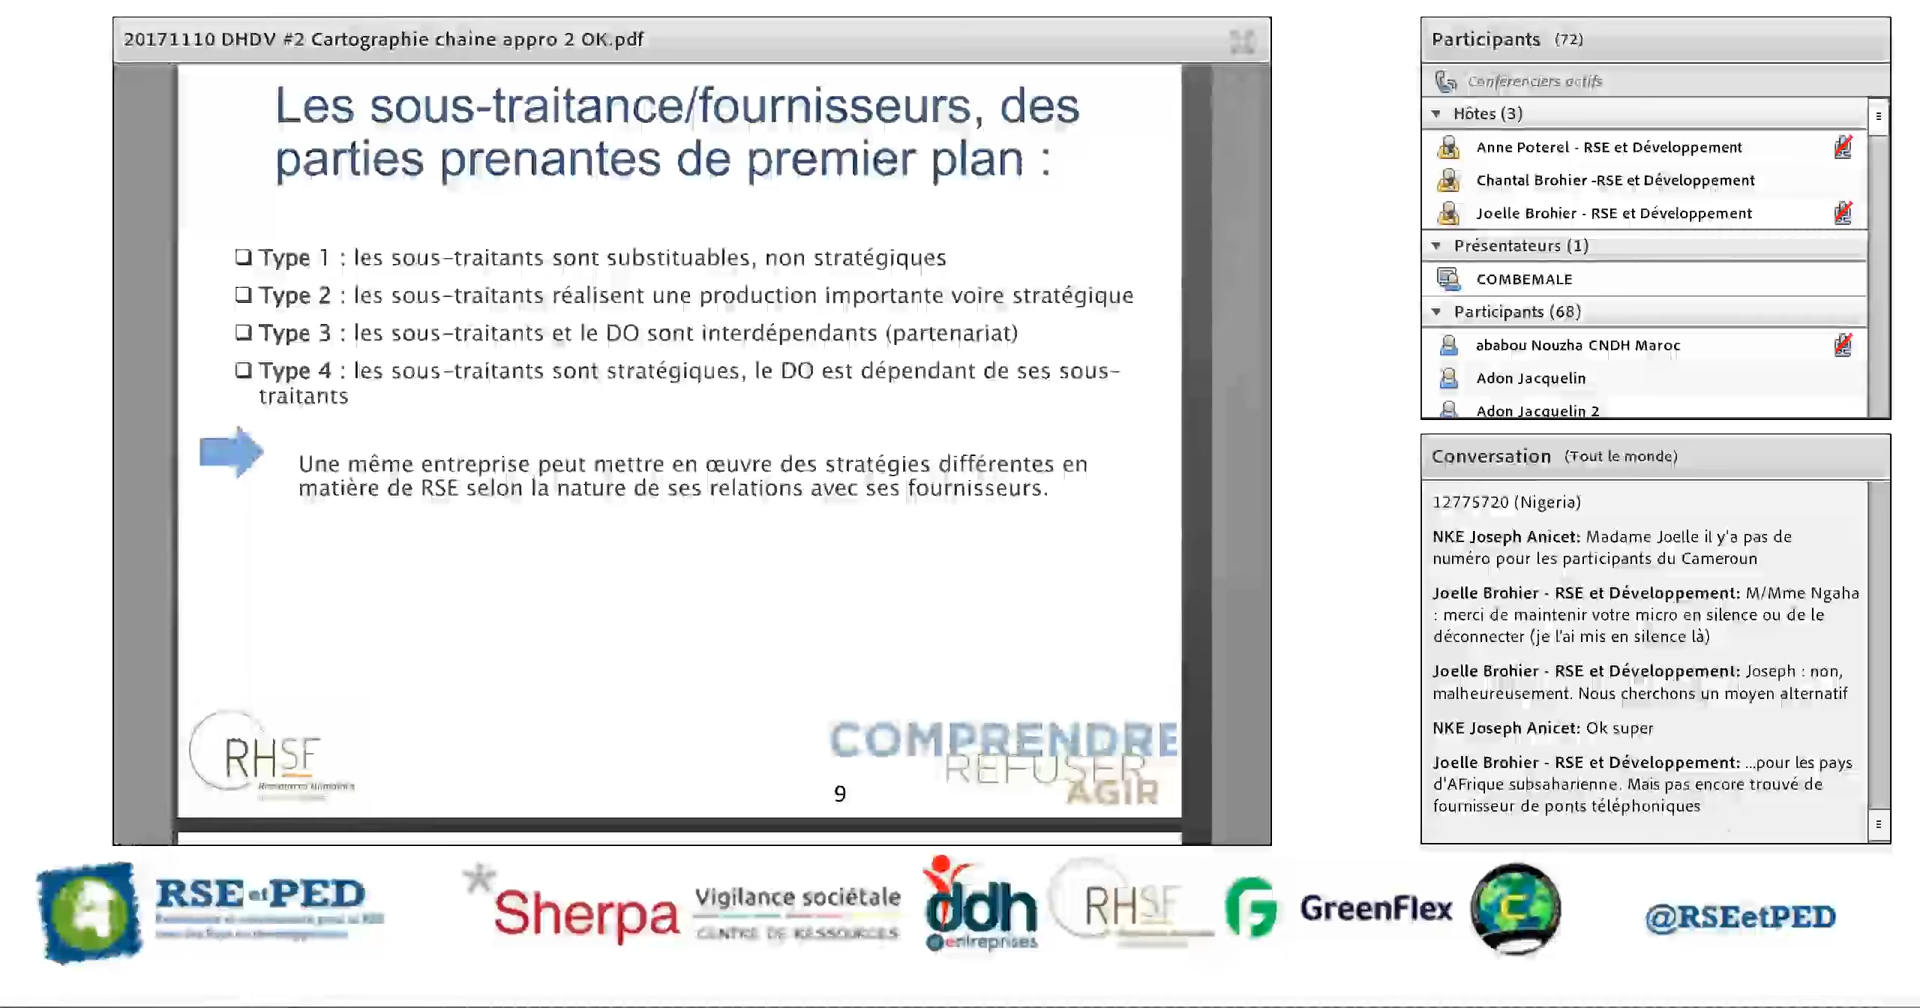 20171110 DHDV #2 Cartographie chaine appro 2 OK.pdf
Les sous-traitance/fournisseurs, des
parties prenantes de premier plan :
❑ Type 1 : les sous-traitants sont substituables, non stratégiques
❑ Type 2 : les sous-traitants réalisent une production importante voire stratégique
❑ Type 3 : les sous-traitants et le DO sont interdépendants (partenariat)
❑ Type 4 : les sous-traitants sont stratégiques, le DO est dépendant de ses sous-
traitants
Une même entreprise peut mettre en œuvre des stratégies différentes en
matière de RSE selon la nature de ses relations avec ses fournisseurs.
RHSF
Ressources Humaines
COMPRENDRE
REFUSER
AGIR
9
Participants (72)
Conférenciers actifs
Hôtes (3)
Anne Poterel - RSE et Développement
Chantal Brohier -RSE et Développement
Joelle Brohier - RSE et Développement
Présentateurs (1)
COMBEMALE
Participants (68)
ababou Nouzha CNDH Maroc
Adon Jacquelin
Adon Jacquelin 2
Conversation (Tout le monde)
12775720 (Nigeria)
NKE Joseph Anicet: Madame Joelle il y'a pas de
numéro pour les participants du Cameroun
Joelle Brohier - RSE et Développement: M/Mme Ngaha
: merci de maintenir votre micro en silence ou de le
déconnecter (je l'ai mis en silence là)
Joelle Brohier - RSE et Développement: Joseph : non,
malheureusement. Nous cherchons un moyen alternatif
NKE Joseph Anicet: Ok super
Joelle Brohier - RSE et Développement: ...pour les pays
d'AFrique subsaharienne. Mais pas encore trouvé de
fournisseur de ponts téléphoniques
RSE et PED
Sherpa
Vigilance sociétale
CENTRE DE RESSOURCES
ddh
@entreprises
RHSF
GreenFlex
@RSEetPED